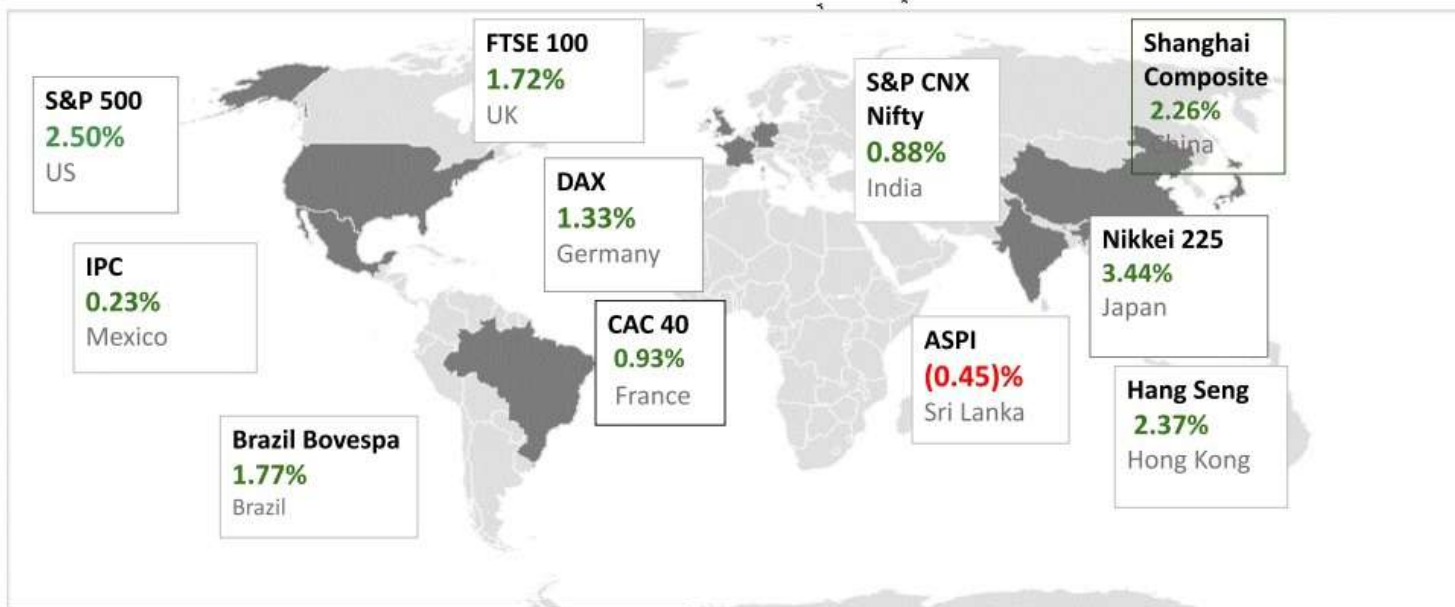 FTSE 100
1.72%
UK
Shanghai
Composite
2.26%
China
S&P 500
2.50%
US
S&P CNX
Nifty
0.88%
India
DAX
1.33%
Germany
Nikkei 225
3.44%
Japan
IPC
0.23%
Mexico
CAC 40
0.93%
France
ASPI
(0.45)%
Sri Lanka
Hang Seng
2.37%
Hong Kong
Brazil Bovespa
1.77%
Brazil